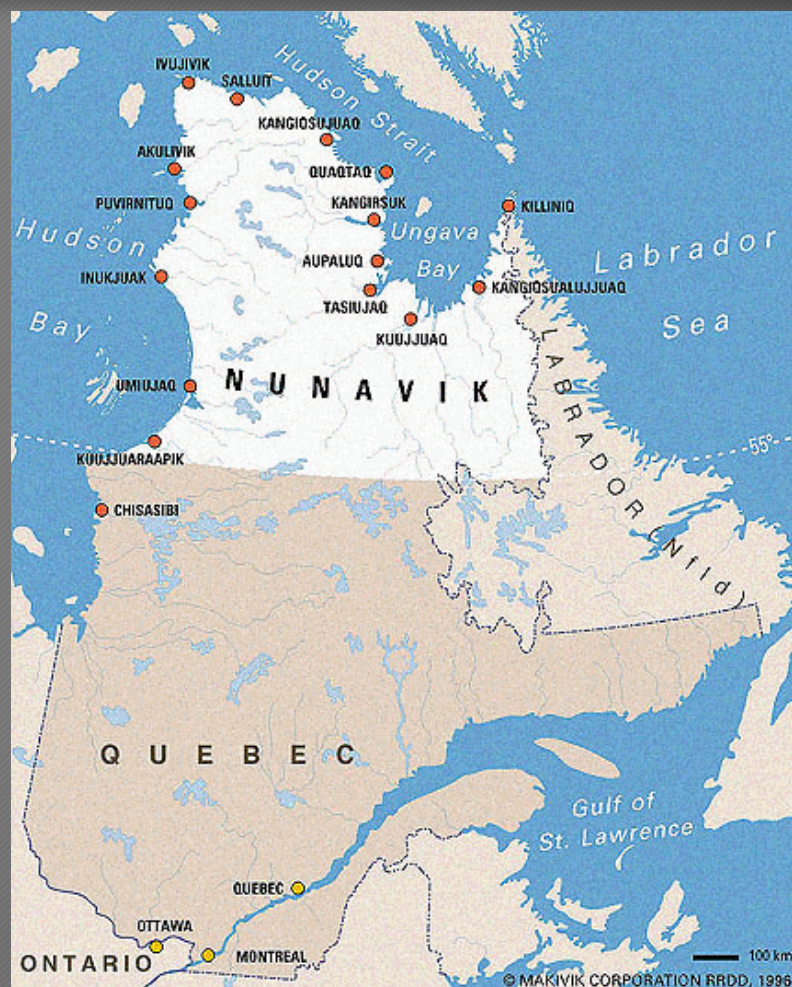 IVUJIVIK
SALLUIT
Hudson Strait
KANGIQSUJUAQ
AKULIVIK
QUAQTAQ
PUVIRNITUQ
KANGIRSUK
KILLINIQ
Hudson
Bay
Ungava
Bay
Labrador
Sea
AUPALUQ
INUKJUAK
TASIUJAQ
KANGIQSUALUJJUAQ
KUUJJUAQ
UMIUJAQ
NUNAVIK
LABRADOR (Nfld)
55°
KUUJJUARAAPIK
CHISASIBI
QUEBEC
Gulf of
St. Lawrence
QUEBEC
OTTAWA
MONTREAL
ONTARIO
100 km
© MAKIVIK CORPORATION RRDD, 1996